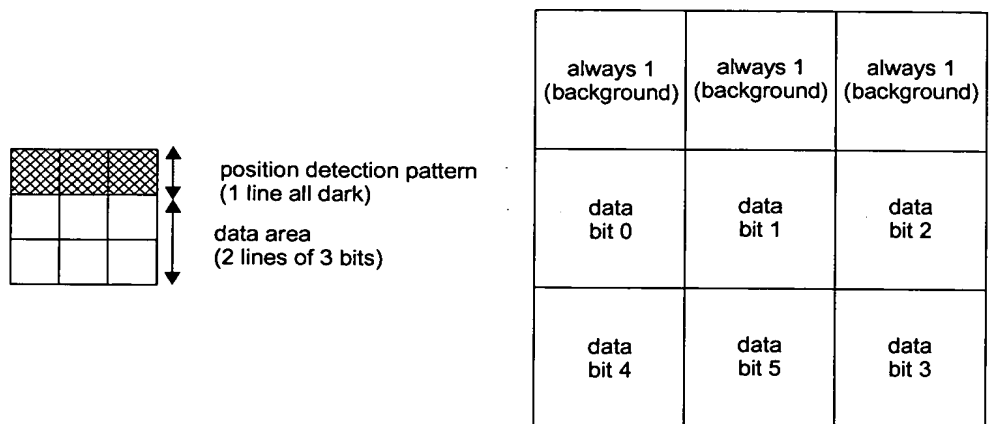 position detection pattern
(1 line all dark)
data area
(2 lines of 3 bits)
always 1
(background)
always 1
(background)
always 1
(background)
data
bit 0
data
bit 1
data
bit 2
data
bit 4
data
bit 5
data
bit 3